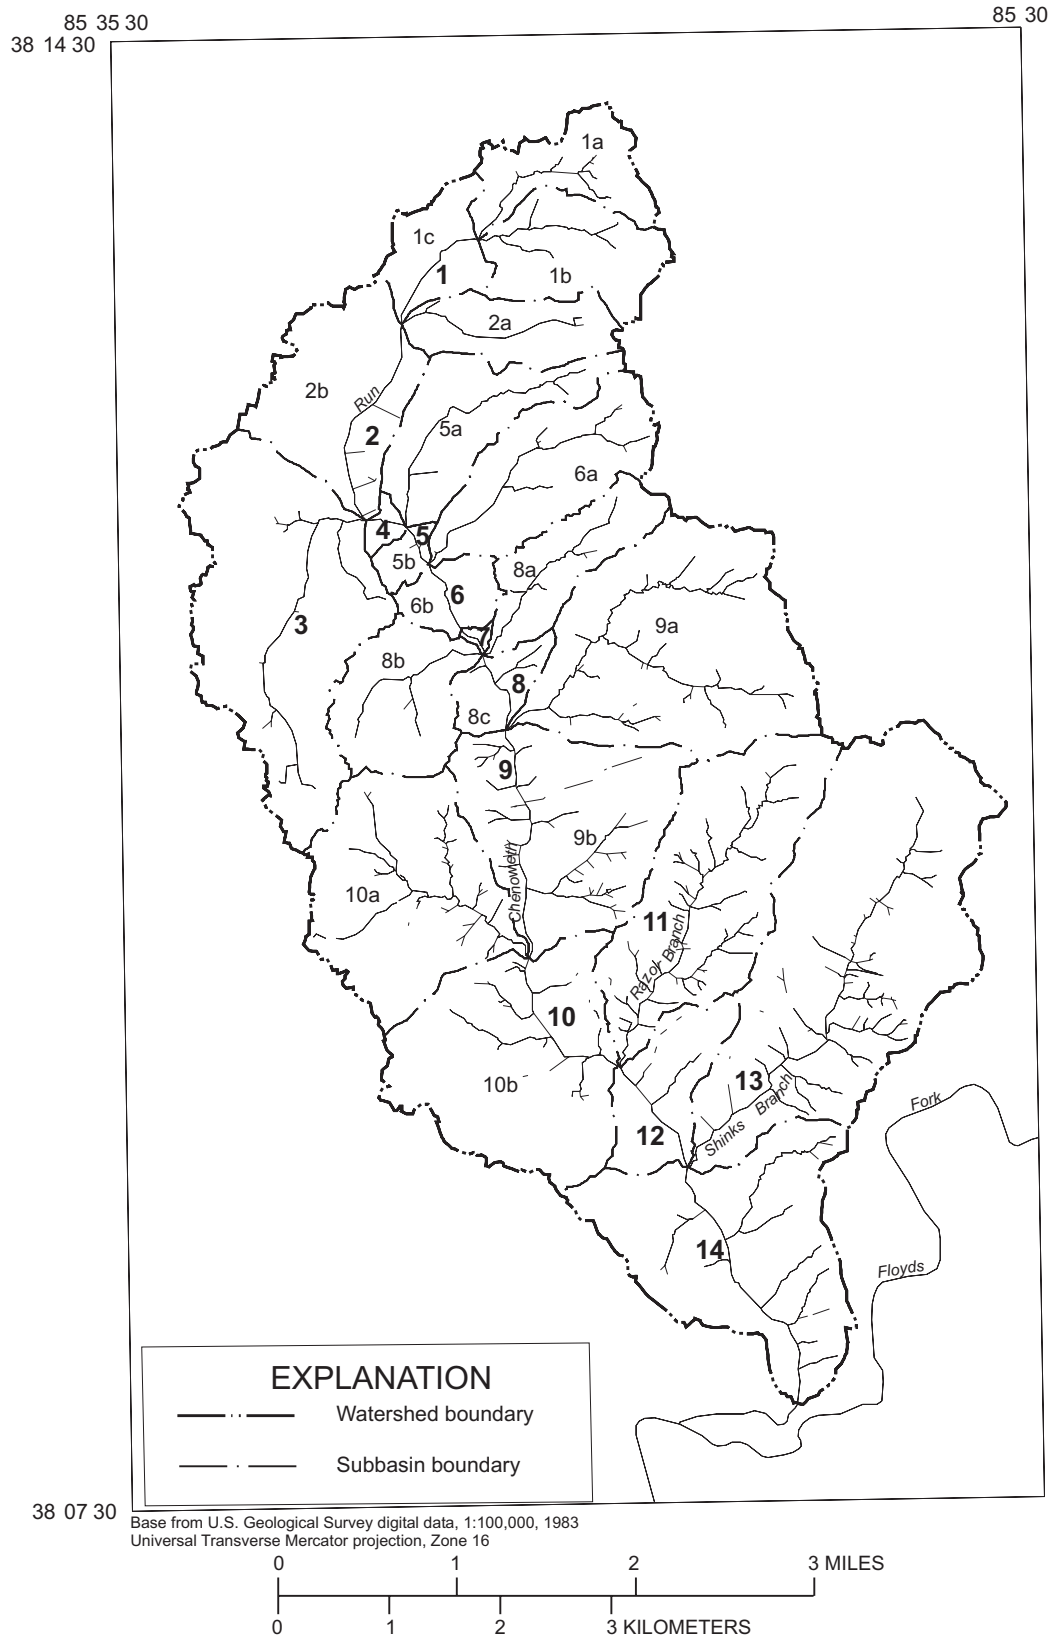 85 35 30
85 30
38 14 30
1a
1c
1
1b
2a
2b
Run
2
5a
6a
4
5
5b
8a
6
6b
3
7
9a
8b
8
8c
9
9b
Chenoweth
10a
11
Razor Branch
10
10b
13
Shinks Branch
Fork
12
14
Floyds
EXPLANATION
Watershed boundary
Subbasin boundary
38 07 30
Base from U.S. Geological Survey digital data, 1:100,000, 1983
Universal Transverse Mercator projection, Zone 16
0 1 2 3 MILES
0 1 2 3 KILOMETERS